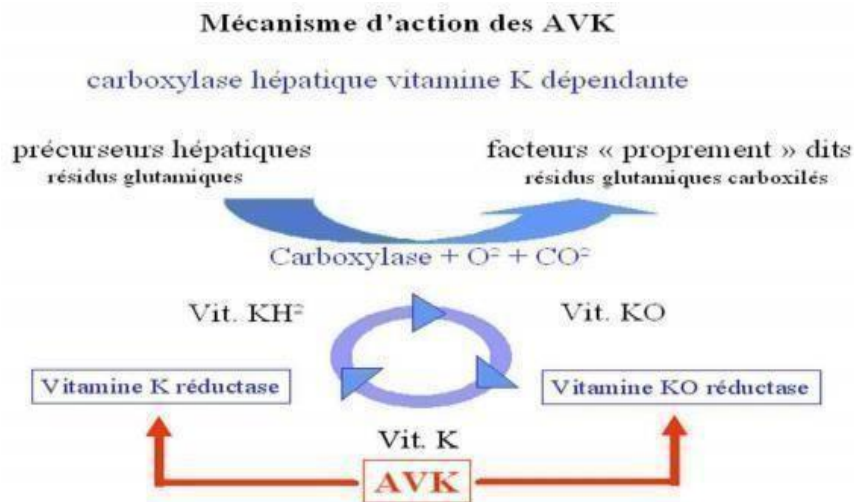 Mécanisme d'action des AVK
carboxylase hépatique vitamine K dépendante
précurseurs hépatiques
résidus glutamiques
facteurs « proprement » dits
résidus glutamiques carboxilés
Carboxylase + O² + CO²
Vit. KH²
Vit. KO
Vitamine K réductase
Vitamine KO réductase
Vit. K
AVK